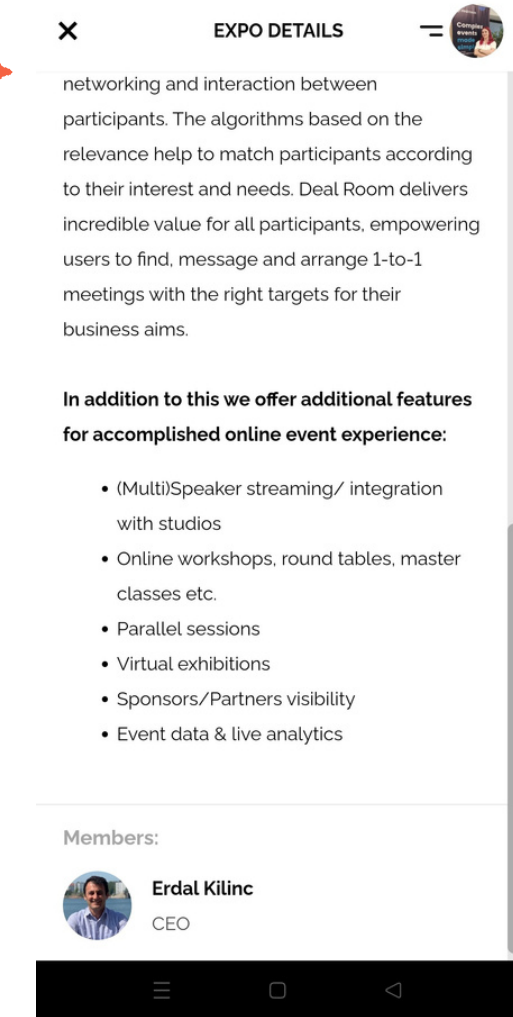 EXPO DETAILS
Complex
events
made
simple
networking and interaction between
participants. The algorithms based on the
relevance help to match participants according
to their interest and needs. Deal Room delivers
incredible value for all participants, empowering
users to find, message and arrange 1-to-1
meetings with the right targets for their
business aims.
In addition to this we offer additional features
for accomplished online event experience:
• (Multi)Speaker streaming/ integration
with studios
• Online workshops, round tables, master
classes etc.
• Parallel sessions
• Virtual exhibitions
• Sponsors/Partners visibility
• Event data & live analytics
Members:
Erdal Kilinc
CEO